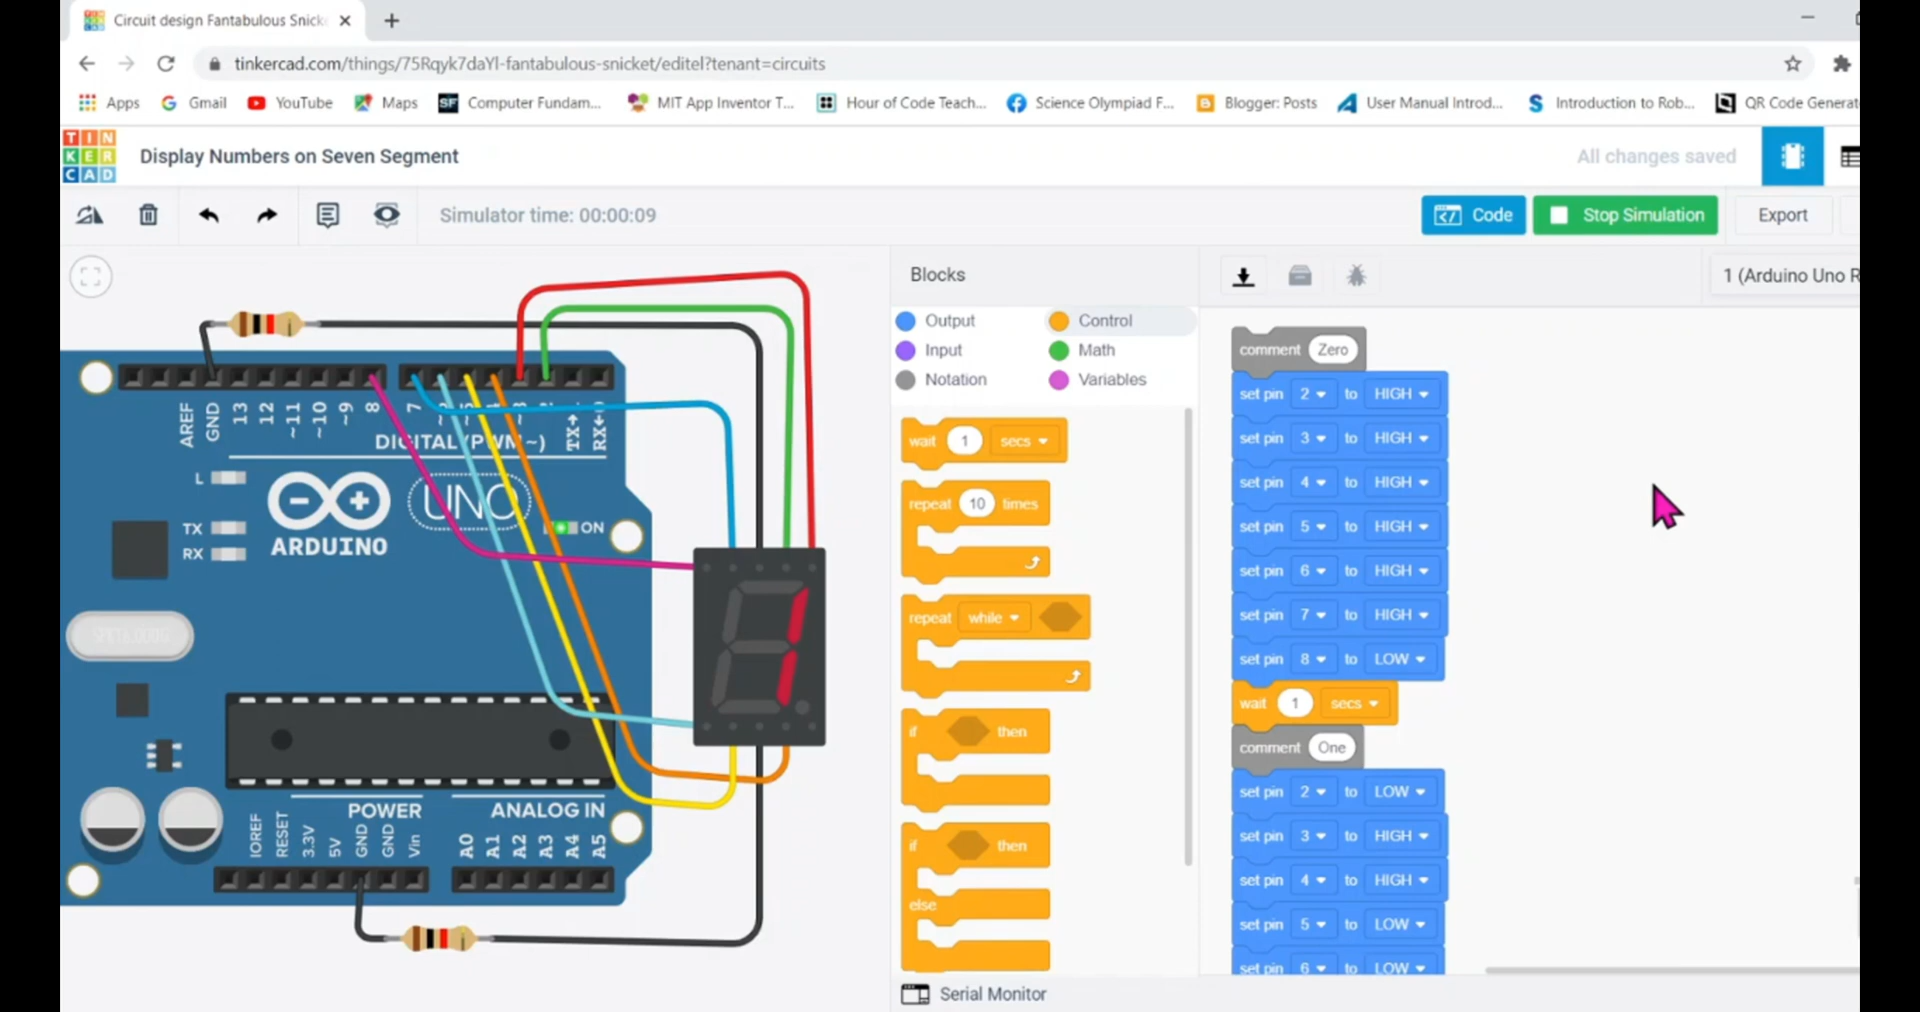 Circuit design Fantabulous Snick
tinkercad.com/things/75Rqyk7daYl-fantabulous-snicket/editel?tenant=circuits
Apps
Gmail
YouTube
Maps
Computer Fundam...
MIT App Inventor T...
Hour of Code Teach...
Science Olympiad F...
Blogger: Posts
User Manual Introd...
Introduction to Rob...
QR Code Generat
TIN
KER
CAD
Display Numbers on Seven Segment
All changes saved
Simulator time: 00:00:09
Code
Stop Simulation
Export
Blocks
1 (Arduino Uno R
Output
Control
Input
Math
Notation
Variables
wait 1 secs
repeat 10 times
repeat while
if then
if then
else
comment Zero
set pin 2 to HIGH
set pin 3 to HIGH
set pin 4 to HIGH
set pin 5 to HIGH
set pin 6 to HIGH
set pin 7 to HIGH
set pin 8 to LOW
wait 1 secs
comment One
set pin 2 to LOW
set pin 3 to HIGH
set pin 4 to HIGH
set pin 5 to LOW
set pin 6 to LOW
AREF
GND
13
12
~11
~10
~9
8
7
TX→
RX←0
DIGITAL (PWM ~)
L
TX
RX
UNO
ARDUINO
ON
1
POWER
ANALOG IN
IOREF
RESET
3.3V
5V
GND
GND
Vin
A0
A1
A2
A3
A4
A5
Serial Monitor